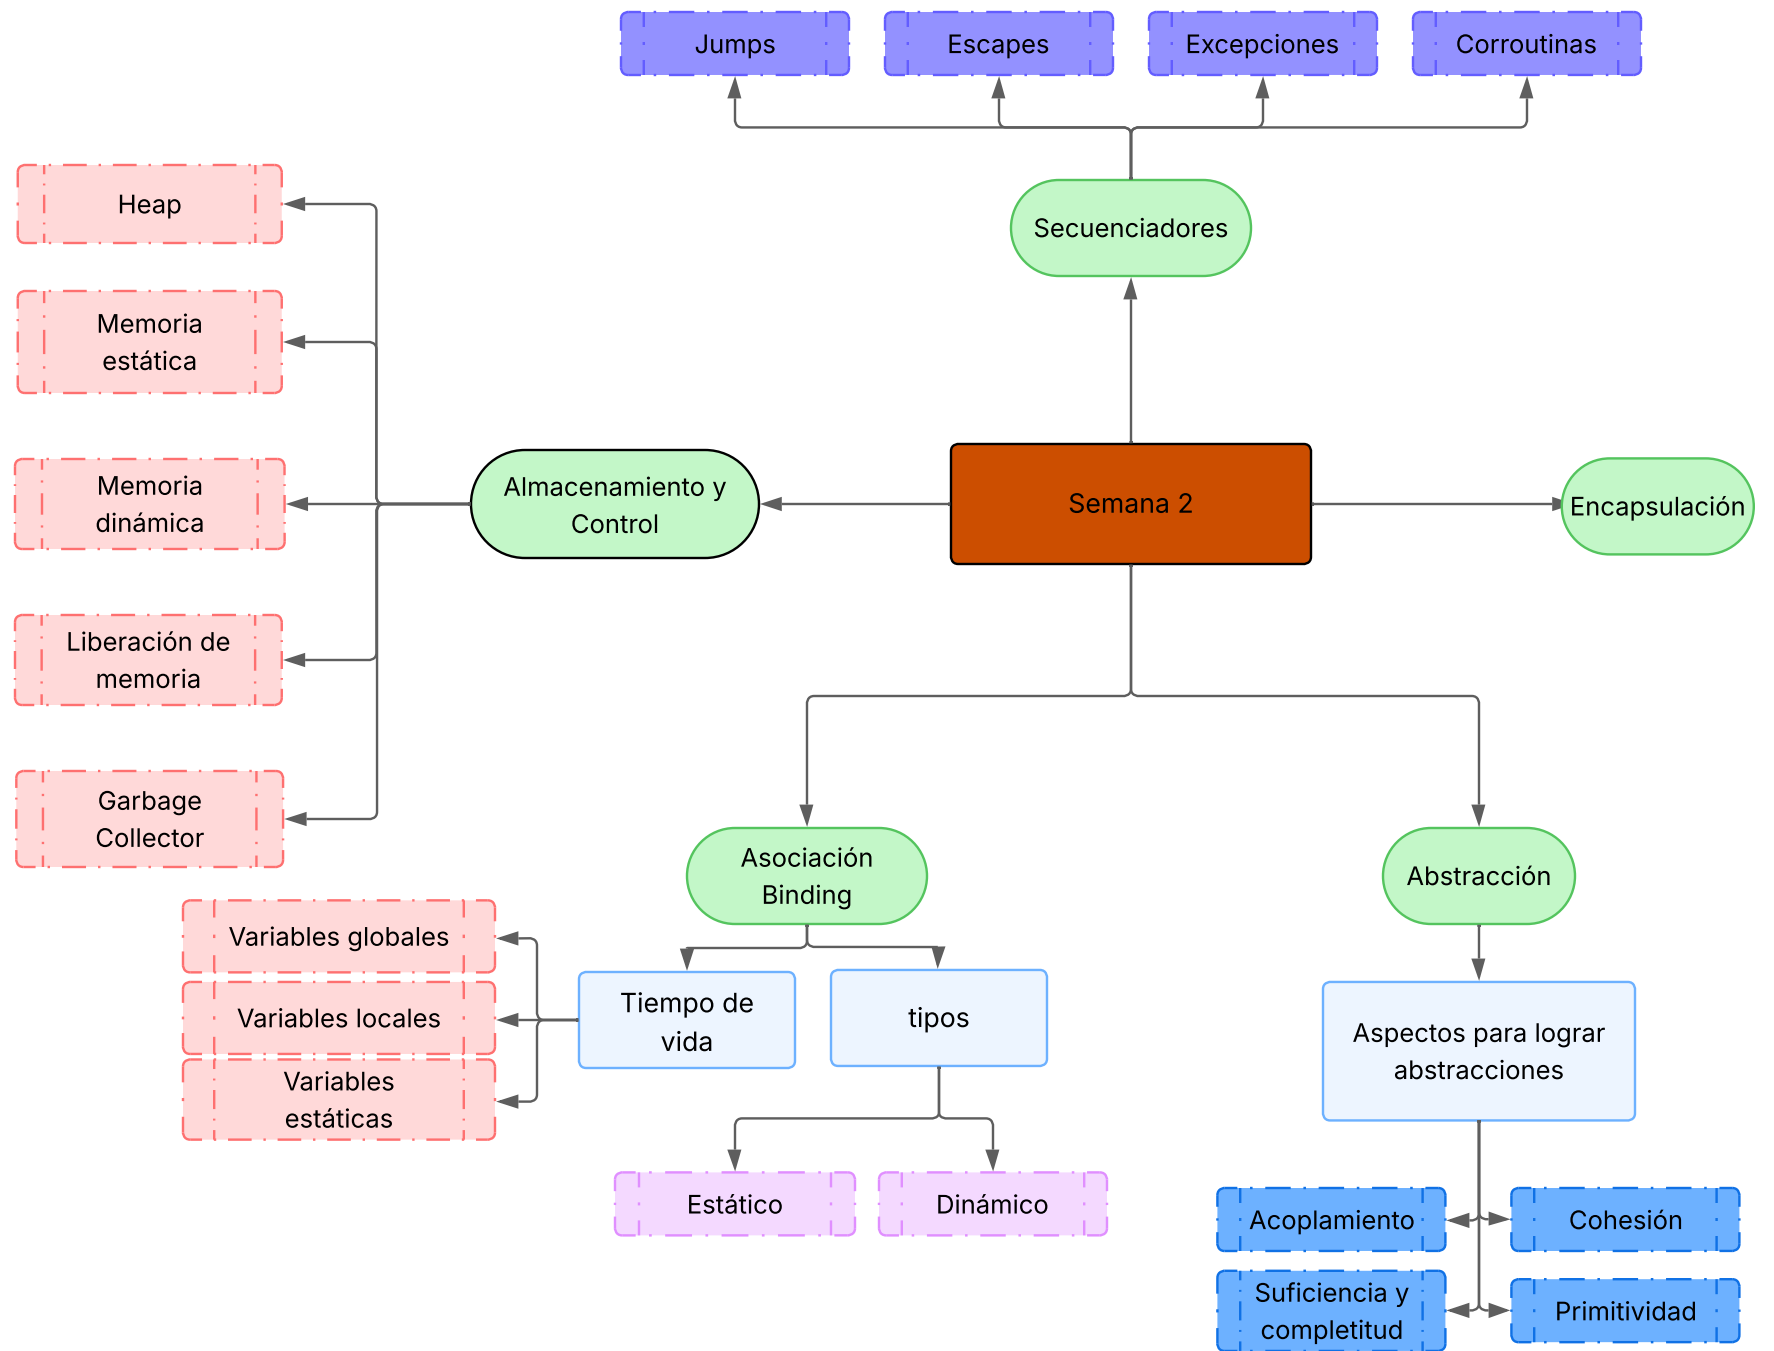 Jumps
Escapes
Excepciones
Corroutinas
Secuenciadores
Heap
Memoria
estática
Memoria
dinámica
Liberación de
memoria
Garbage
Collector
Almacenamiento y
Control
Semana 2
Encapsulación
Asociación
Binding
Abstracción
Variables globales
Variables locales
Variables
estáticas
Tiempo de
vida
tipos
Aspectos para lograr
abstracciones
Estático
Dinámico
Acoplamiento
Cohesión
Suficiencia y
completitud
Primitividad